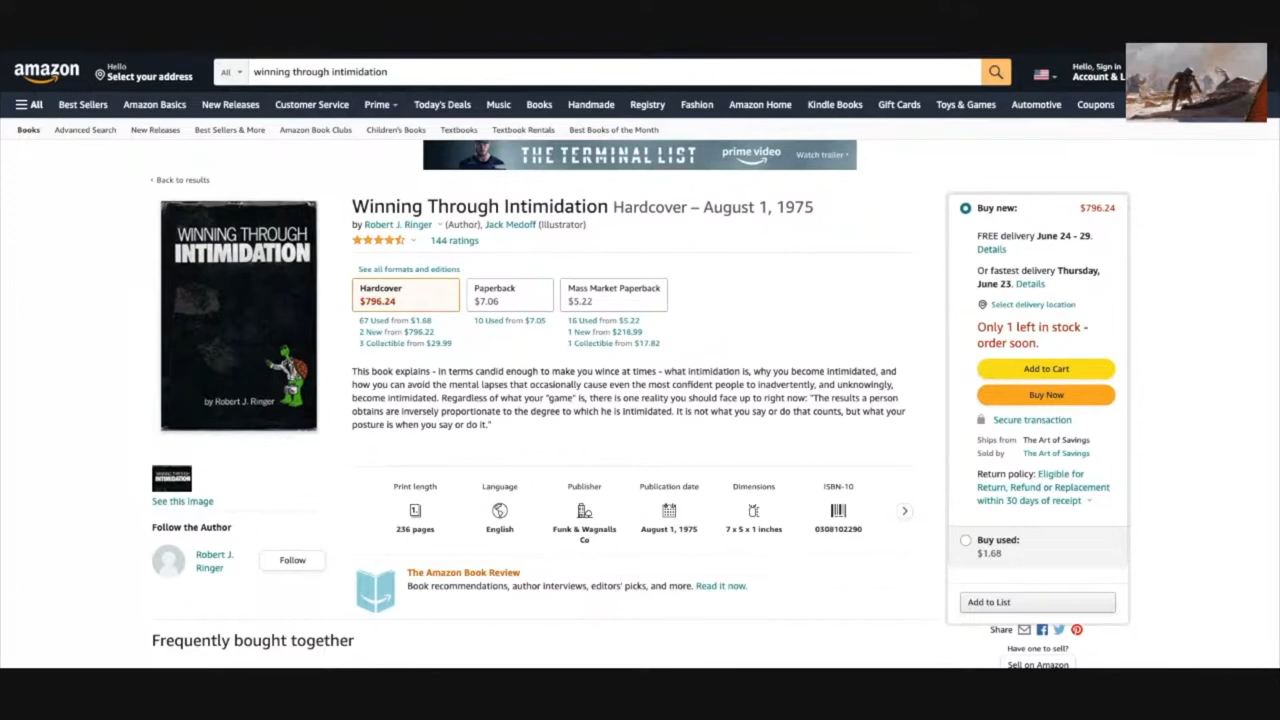 amazon
Hello
Select your address
All
winning through intimidation
Hello, Sign in
Account & L
All
Best Sellers
Amazon Basics
New Releases
Customer Service
Prime
Today's Deals
Music
Books
Handmade
Registry
Fashion
Amazon Home
Kindle Books
Gift Cards
Toys & Games
Automotive
Coupons
Books
Advanced Search
New Releases
Best Sellers & More
Amazon Book Clubs
Children's Books
Textbooks
Textbook Rentals
Best Books of the Month
THE TERMINAL LIST
prime video
Watch trailer ›
‹ Back to results
WINNING THROUGH
INTIMIDATION
by Robert J. Ringer
See this image
Follow the Author
Robert J.
Ringer
Follow
Winning Through Intimidation Hardcover – August 1, 1975
by Robert J. Ringer (Author), Jack Medoff (Illustrator)
144 ratings
See all formats and editions
Hardcover
$796.24
67 Used from $1.68
2 New from $796.22
3 Collectible from $29.99
Paperback
$7.06
10 Used from $7.05
Mass Market Paperback
$5.22
16 Used from $5.22
1 New from $218.99
1 Collectible from $17.82
This book explains - in terms candid enough to make you wince at times - what intimidation is, why you become intimidated, and
how you can avoid the mental lapses that occasionally cause even the most confident people to inadvertently, and unknowingly,
become intimidated. Regardless of what your "game" is, there is one reality you should face up to right now: "The results a person
obtains are inversely proportionate to the degree to which he is intimidated. It is not what you say or do that counts, but what your
posture is when you say or do it."
Print length
236 pages
Language
English
Publisher
Funk & Wagnalls
Co
Publication date
August 1, 1975
Dimensions
7 x 5 x 1 inches
ISBN-10
0308102290
The Amazon Book Review
Book recommendations, author interviews, editors' picks, and more. Read it now.
Frequently bought together
Buy new:
$796.24
FREE delivery June 24 - 29.
Details
Or fastest delivery Thursday,
June 23. Details
Select delivery location
Only 1 left in stock -
order soon.
Add to Cart
Buy Now
Secure transaction
Ships from The Art of Savings
Sold by The Art of Savings
Return policy: Eligible for
Return, Refund or Replacement
within 30 days of receipt
Buy used:
$1.68
Add to List
Share
Have one to sell?
Sell on Amazon